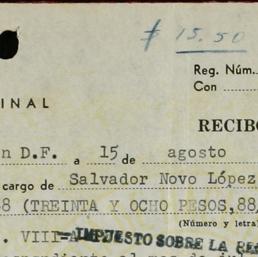 $ 15.50
Reg. Núm.
Con
INAL
RECIBO
n D.F. a 15 de agosto
cargo de Salvador Novo López
8 (TREINTA Y OCHO PESOS,88/
(Número y letra)
. VIII
IMPUESTO SOBRE LA RE